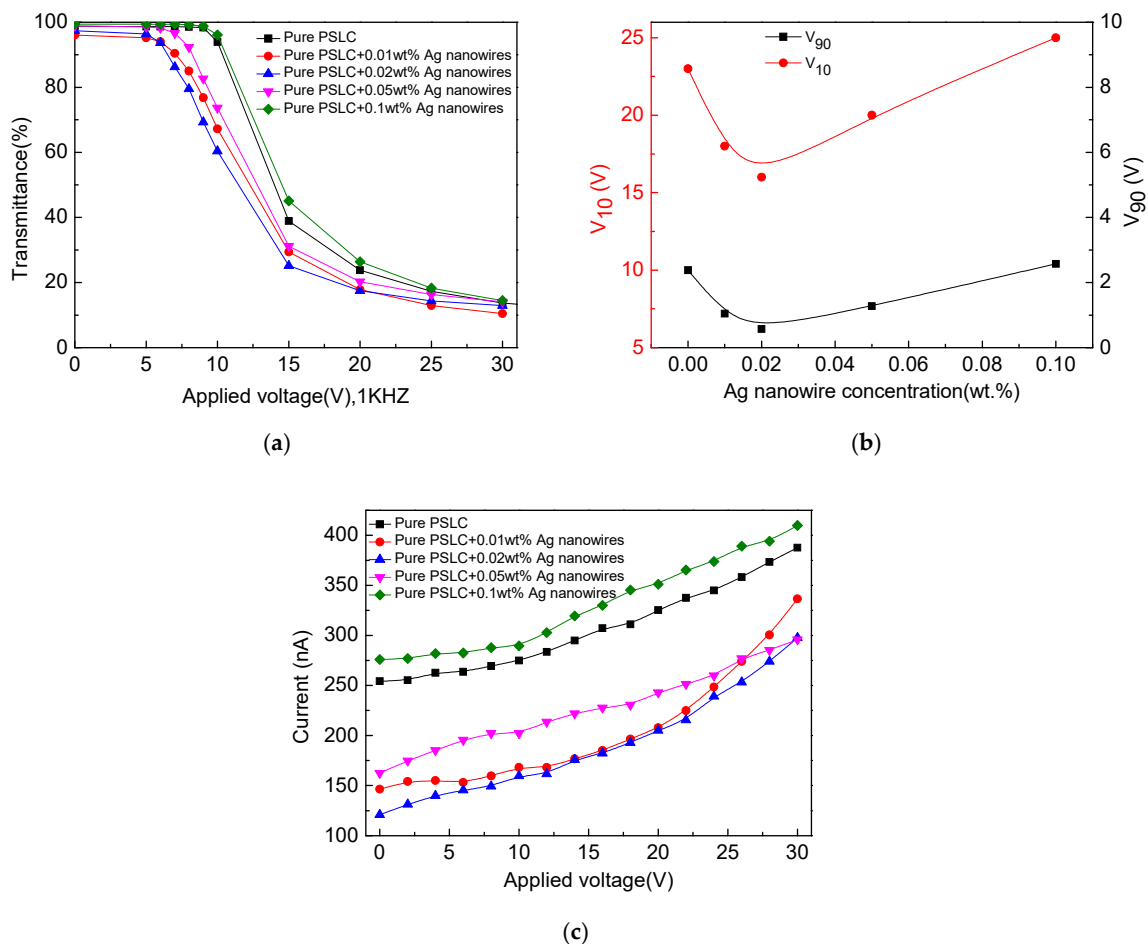 Transmittance(%)
100
80
60
40
20
0
Pure PSLC
Pure PSLC+0.01wt% Ag nanowires
Pure PSLC+0.02wt% Ag nanowires
Pure PSLC+0.05wt% Ag nanowires
Pure PSLC+0.1wt% Ag nanowires
0 5 10 15 20 25 30
Applied voltage(V),1KHZ
(a)
V10 (V)
25
20
15
10
5
V90
V10
10
8
6
4
2
0
V90 (V)
0.00 0.02 0.04 0.06 0.08 0.10
Ag nanowire concentration(wt.%)
(b)
Current (nA)
400
350
300
250
200
150
100
Pure PSLC
Pure PSLC+0.01wt% Ag nanowires
Pure PSLC+0.02wt% Ag nanowires
Pure PSLC+0.05wt% Ag nanowires
Pure PSLC+0.1wt% Ag nanowires
0 5 10 15 20 25 30
Applied voltage(V)
(c)